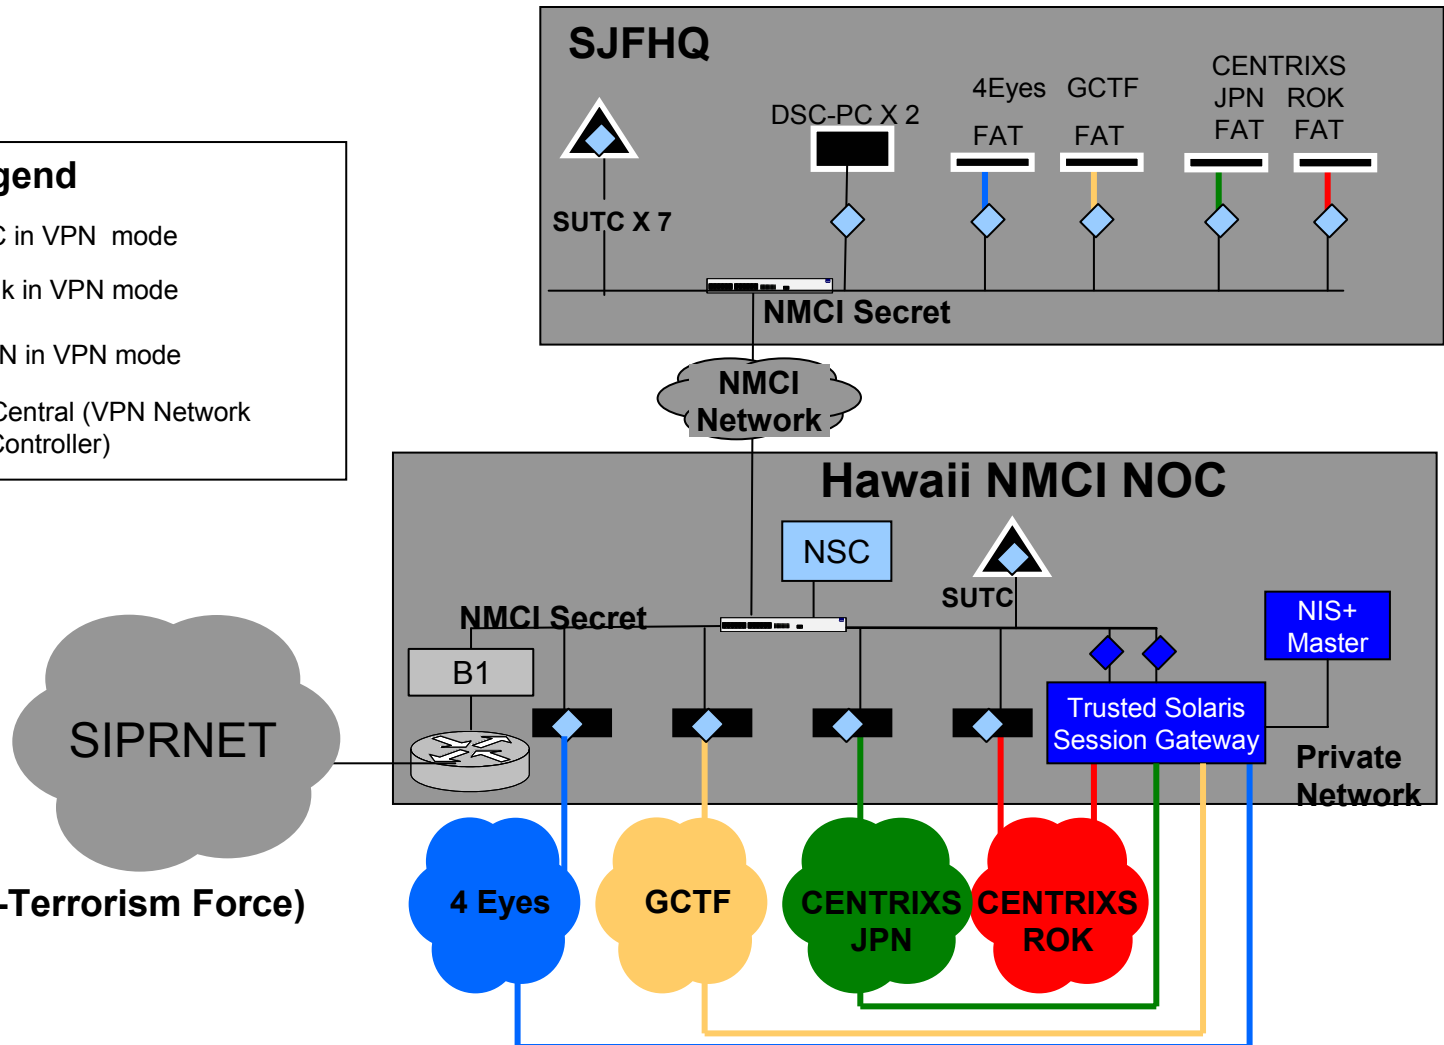 SJFHQ
DSC-PC X 2
4Eyes
FAT
GCTF
FAT
CENTRIXS
JPN ROK
FAT FAT
SUTC X 7
NMCI Secret
gend
in VPN mode
k in VPN mode
N in VPN mode
Central (VPN Network
Controller)
NMCI
Network
Hawaii NMCI NOC
NSC
SUTC
NMCI Secret
NIS+
Master
B1
SIPRNET
Trusted Solaris
Session Gateway
Private
Network
-Terrorism Force)
4 Eyes
GCTF
CENTRIXS
JPN
CENTRIXS
ROK